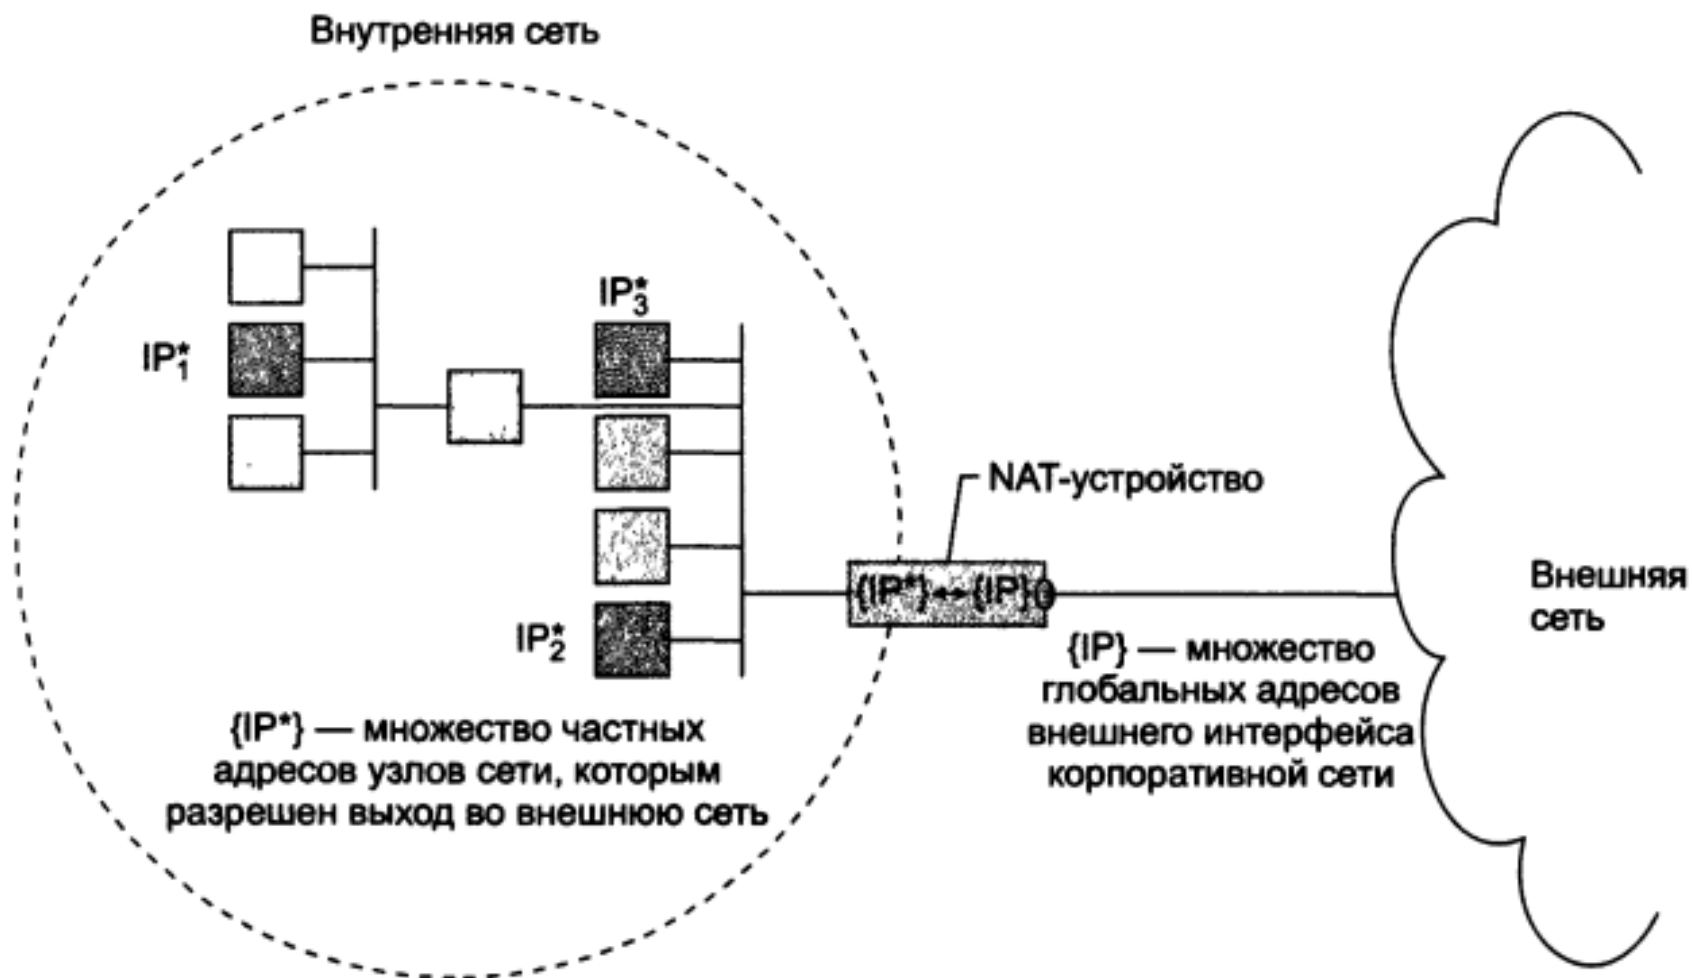 Внутренняя сеть
IP*3
IP*1
NAT-устройство
{IP*}↔{IP}
Внешняя
сеть
IP*2
{IP} — множество
глобальных адресов
внешнего интерфейса
корпоративной сети
{IP*} — множество частных
адресов узлов сети, которым
разрешен выход во внешнюю сеть